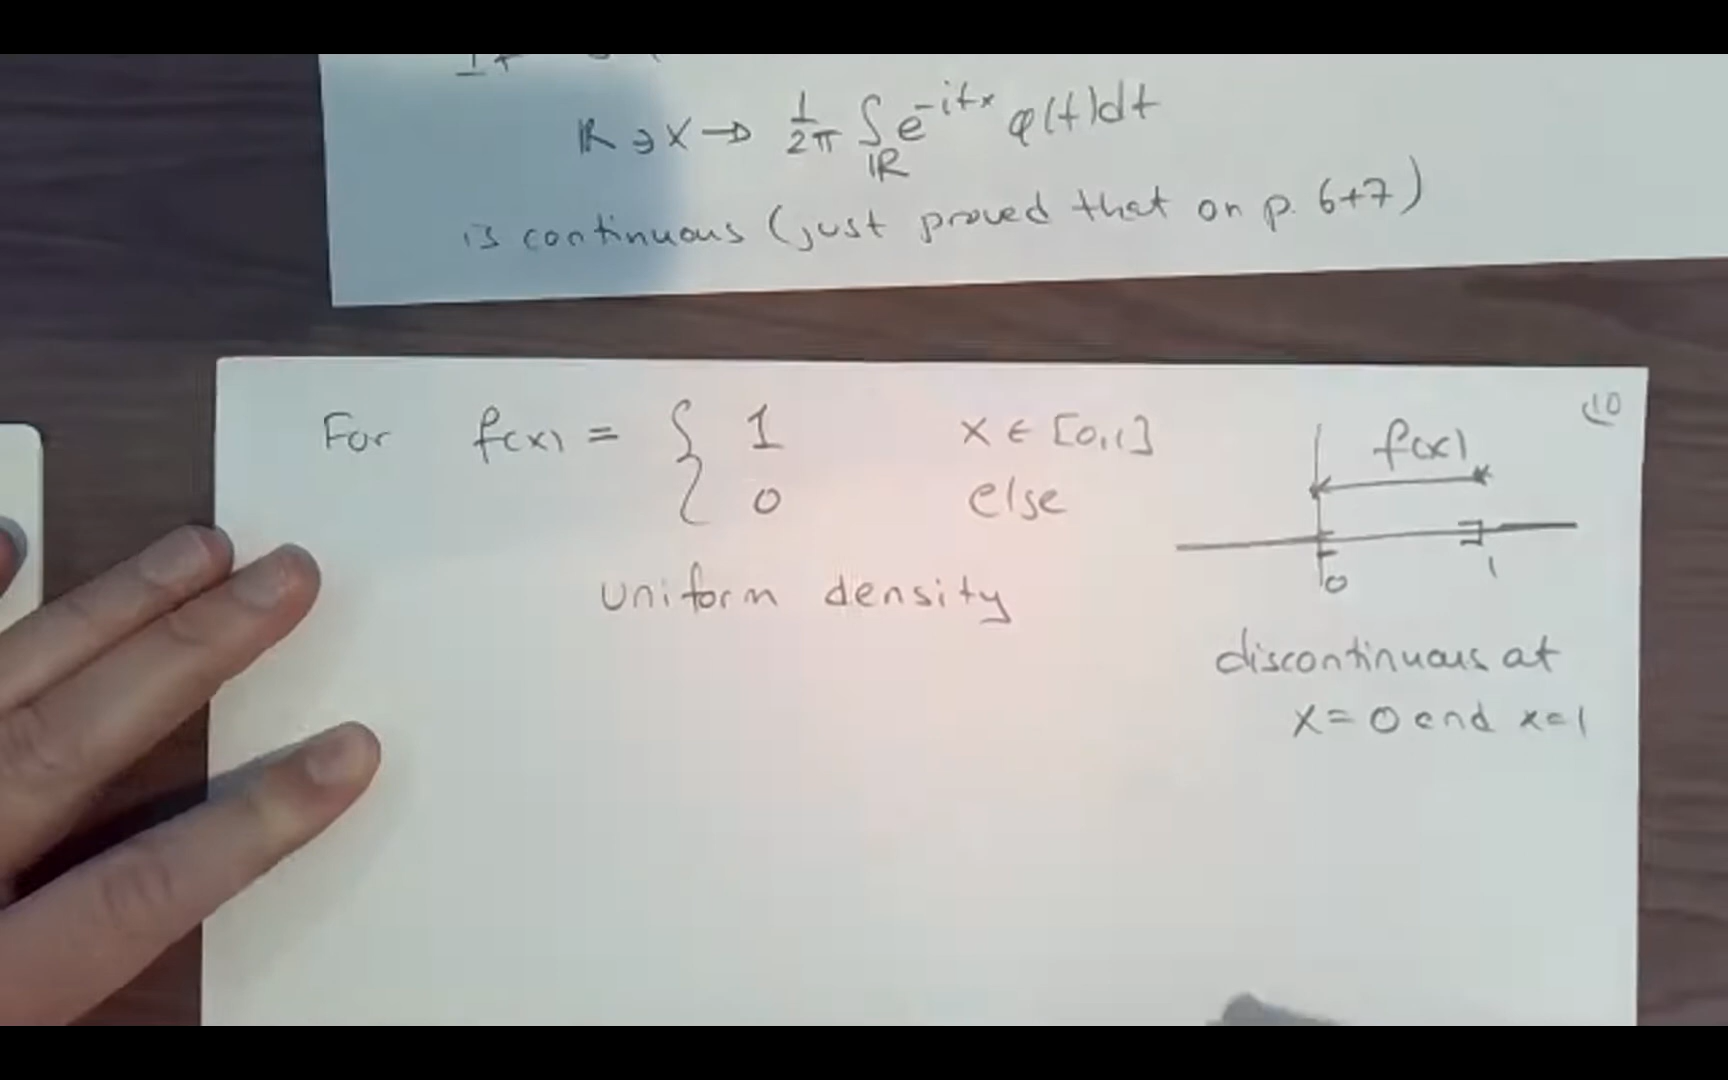 ℝ ∋ x → 1/2π ∫_ℝ e^{-itx} φ(t)dt
is continuous (just proved that on p. 6+7)
10
For f(x) = { 1 x ∈ [0,1]
0 else
f(x)
0 1
uniform density
discontinuous at
x=0 and x=1